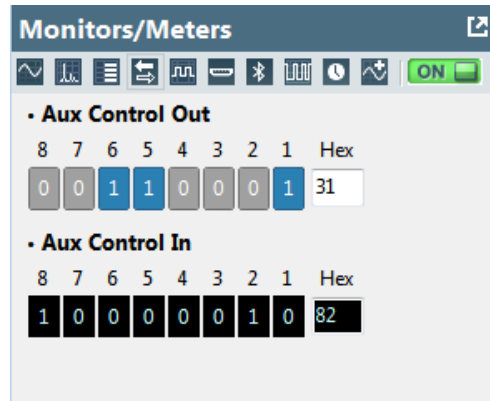 Monitors/Meters
ON
• Aux Control Out
8 7 6 5 4 3 2 1 Hex
0 0 1 1 0 0 0 1 31
• Aux Control In
8 7 6 5 4 3 2 1 Hex
1 0 0 0 0 0 1 0 82